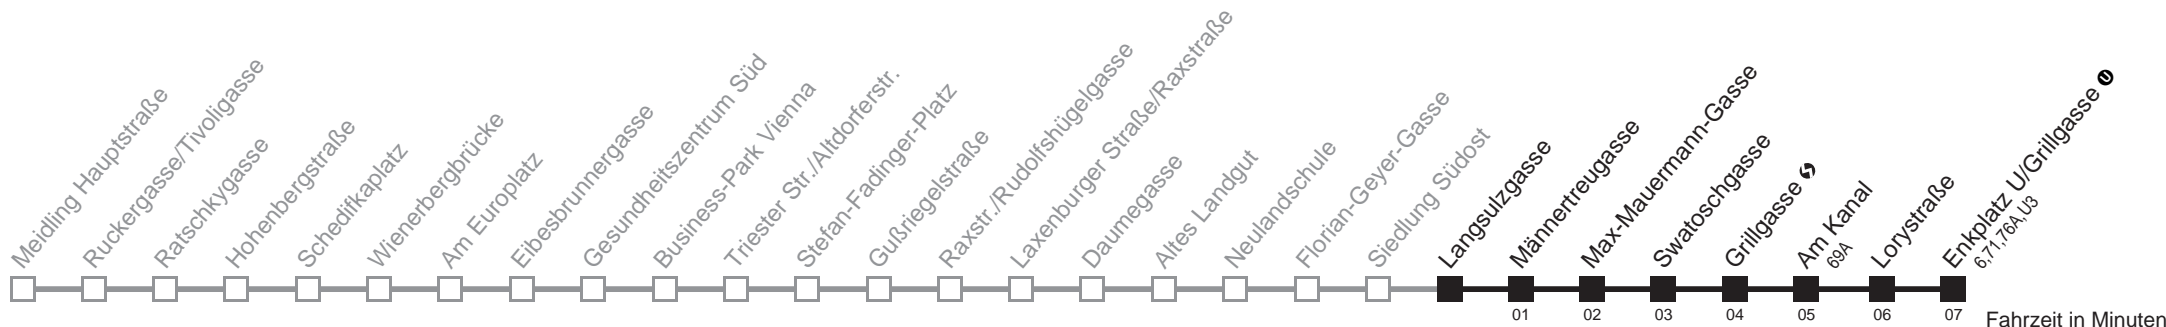 Meidling Hauptstraße
Ruckergasse/Tivoligasse
Ratschkygasse
Hohenbergstraße
Schedifkaplatz
Wienerbergbrücke
Am Europlatz
Eibesbrunnergasse
Gesundheitszentrum Süd
Business-Park Vienna
Triester Str./Altdorferstr.
Stefan-Fadinger-Platz
Gußriegelstraße
Raxstr./Rudolfshügelgasse
Laxenburger Straße/Raxstraße
Daumegasse
Altes Landgut
Neulandschule
Florian-Geyer-Gasse
Siedlung Südost
Langsulzgasse
Männertreugasse
Max-Mauermann-Gasse
Swatoschgasse
Grillgasse S
Am Kanal
69A
Lorystraße
Enkplatz U/Grillgasse U
6,71,76A,U3
01 02 03 04 05 06 07
Fahrzeit in Minuten